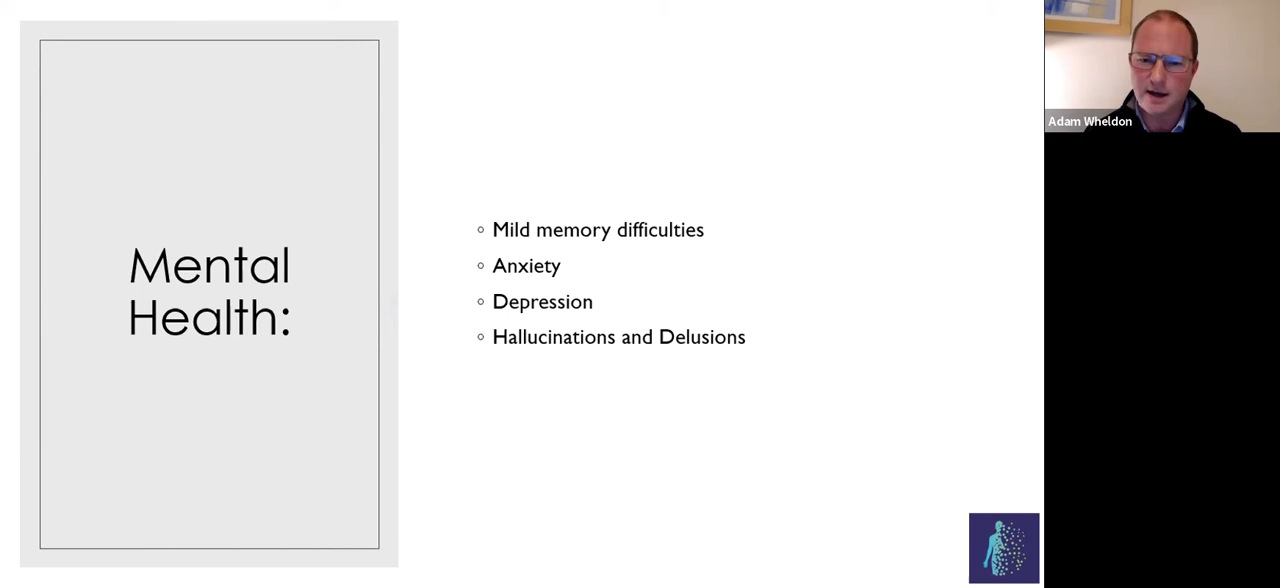 Mental
Health:
Mild memory difficulties
Anxiety
Depression
Hallucinations and Delusions
Adam Wheldon